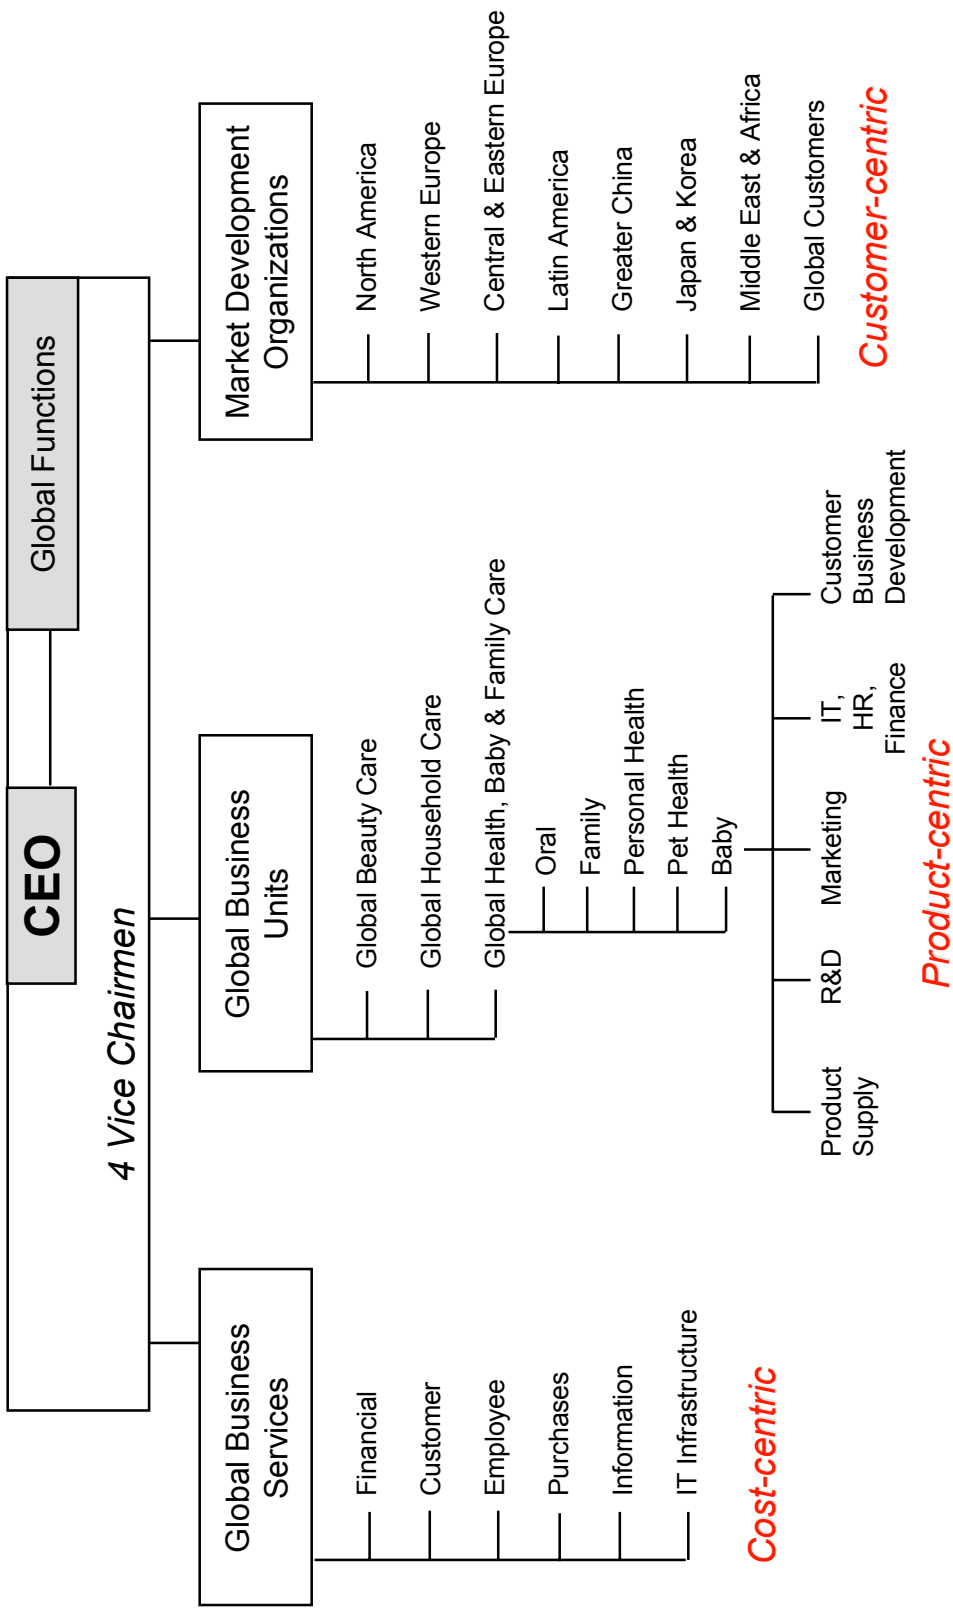 CEO
Global Functions
4 Vice Chairmen
Global Business
Services
Financial
Customer
Employee
Purchases
Information
IT Infrastructure
Cost-centric
Global Business
Units
Global Beauty Care
Global Household Care
Global Health, Baby & Family Care
Oral
Family
Personal Health
Pet Health
Baby
Product
Supply
R&D
Marketing
IT,
HR,
Finance
Customer
Business
Development
Product-centric
Market Development
Organizations
North America
Western Europe
Central & Eastern Europe
Latin America
Greater China
Japan & Korea
Middle East & Africa
Global Customers
Customer-centric